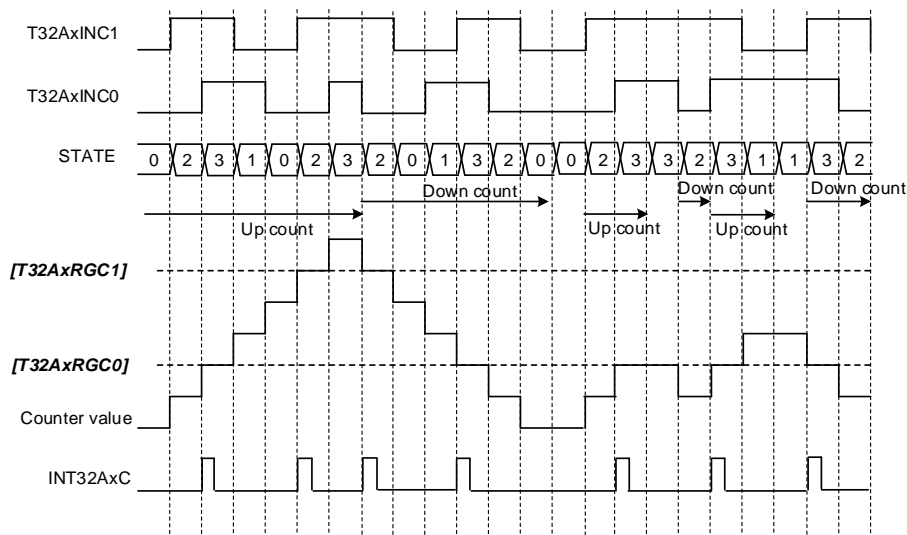 T32AxINC1
T32AxINC0
STATE 0 2 3 1 0 2 3 2 0 1 3 2 0 0 2 3 3 2 3 1 1 3 2
Down count Down count Down count
Up count Up count Up count
[T32AxRGC1]
[T32AxRGC0]
Counter value
INT32AxC